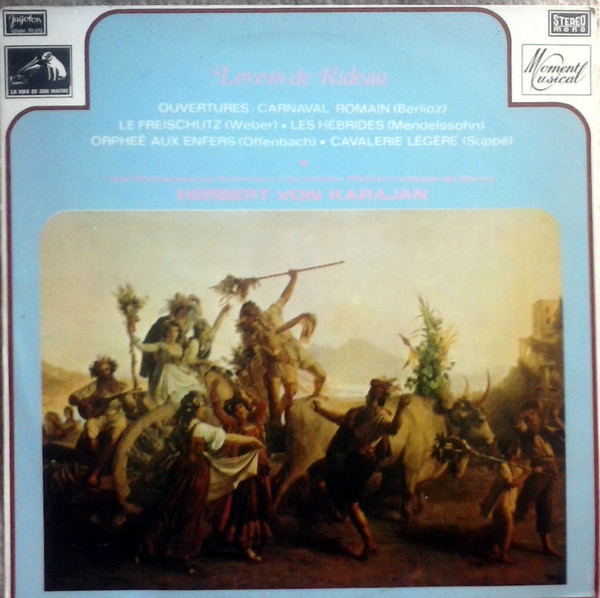 Jugoton
LA VOIX DE SON MAITRE
STEREO
mono
Moment
Musical
Levers de Rideau
OUVERTURES: CARNAVAL ROMAIN (Berlioz)
LE FREISCHUTZ (Weber) • LES HÉBRIDES (Mendelssohn)
ORPHEÉ AUX ENFERS (Offenbach) • CAVALERIE LÉGÈRE (Suppé)
HERBERT VON KARAJAN